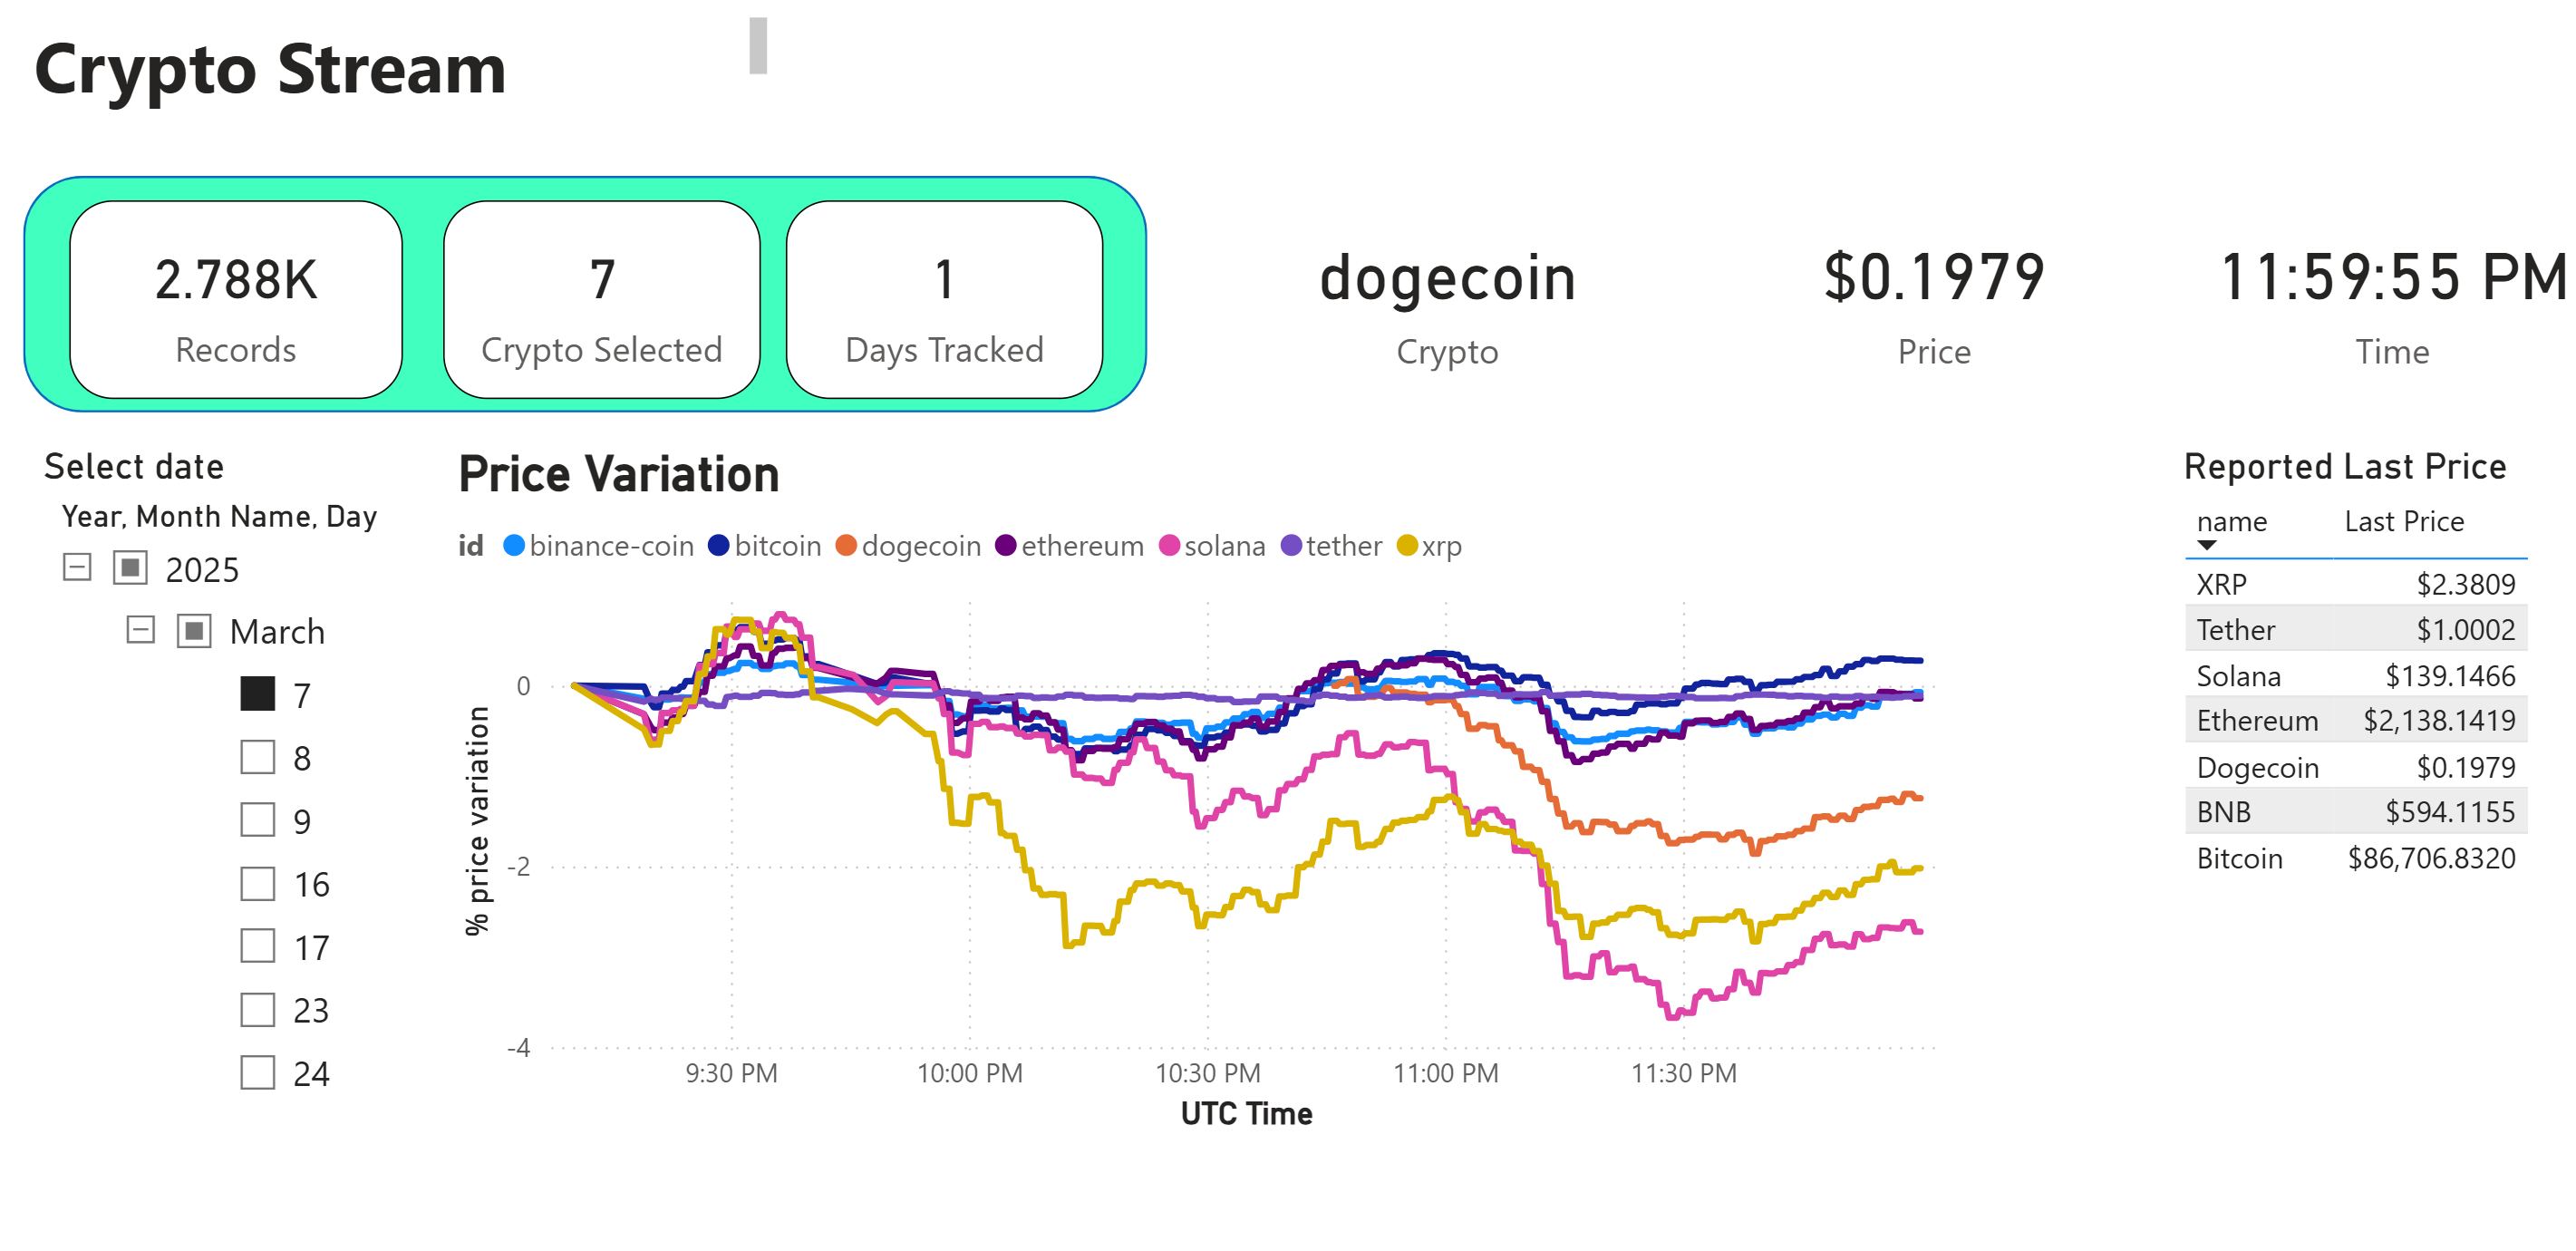 Crypto Stream
2.788K
Records
7
Crypto Selected
1
Days Tracked
dogecoin
Crypto
$0.1979
Price
11:59:55 PM
Time
Select date
Year, Month Name, Day
2025
March
7
8
9
16
17
23
24
Price Variation
id binance-coin bitcoin dogecoin ethereum solana tether xrp
% price variation
0
-2
-4
9:30 PM 10:00 PM 10:30 PM 11:00 PM 11:30 PM
UTC Time
Reported Last Price
name Last Price
XRP $2.3809
Tether $1.0002
Solana $139.1466
Ethereum $2,138.1419
Dogecoin $0.1979
BNB $594.1155
Bitcoin $86,706.8320